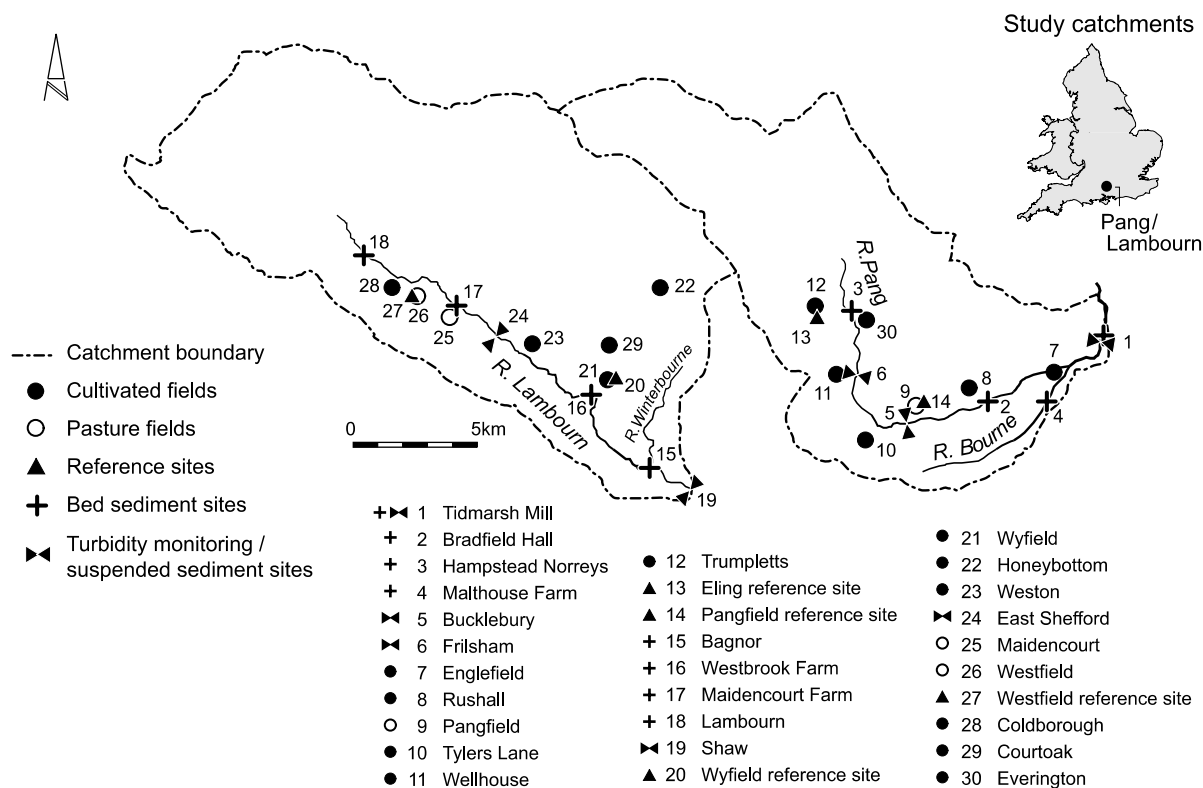 Study catchments
Pang/
Lambourn
N
18
28
27
26
25
17
24
23
22
29
21
20
16
15
19
R. Lambourn
R. Winterbourne
R. Pang
12
13
3
30
11
6
9
14
5
10
8
2
7
4
1
R. Bourne
Catchment boundary
Cultivated fields
Pasture fields
Reference sites
Bed sediment sites
Turbidity monitoring /
suspended sediment sites
0 5km
1 Tidmarsh Mill
2 Bradfield Hall
3 Hampstead Norreys
4 Malthouse Farm
5 Bucklebury
6 Frilsham
7 Englefield
8 Rushall
9 Pangfield
10 Tylers Lane
11 Wellhouse
12 Trumpletts
13 Eling reference site
14 Pangfield reference site
15 Bagnor
16 Westbrook Farm
17 Maidencourt Farm
18 Lambourn
19 Shaw
20 Wyfield reference site
21 Wyfield
22 Honeybottom
23 Weston
24 East Shefford
25 Maidencourt
26 Westfield
27 Westfield reference site
28 Coldborough
29 Courtoak
30 Everington